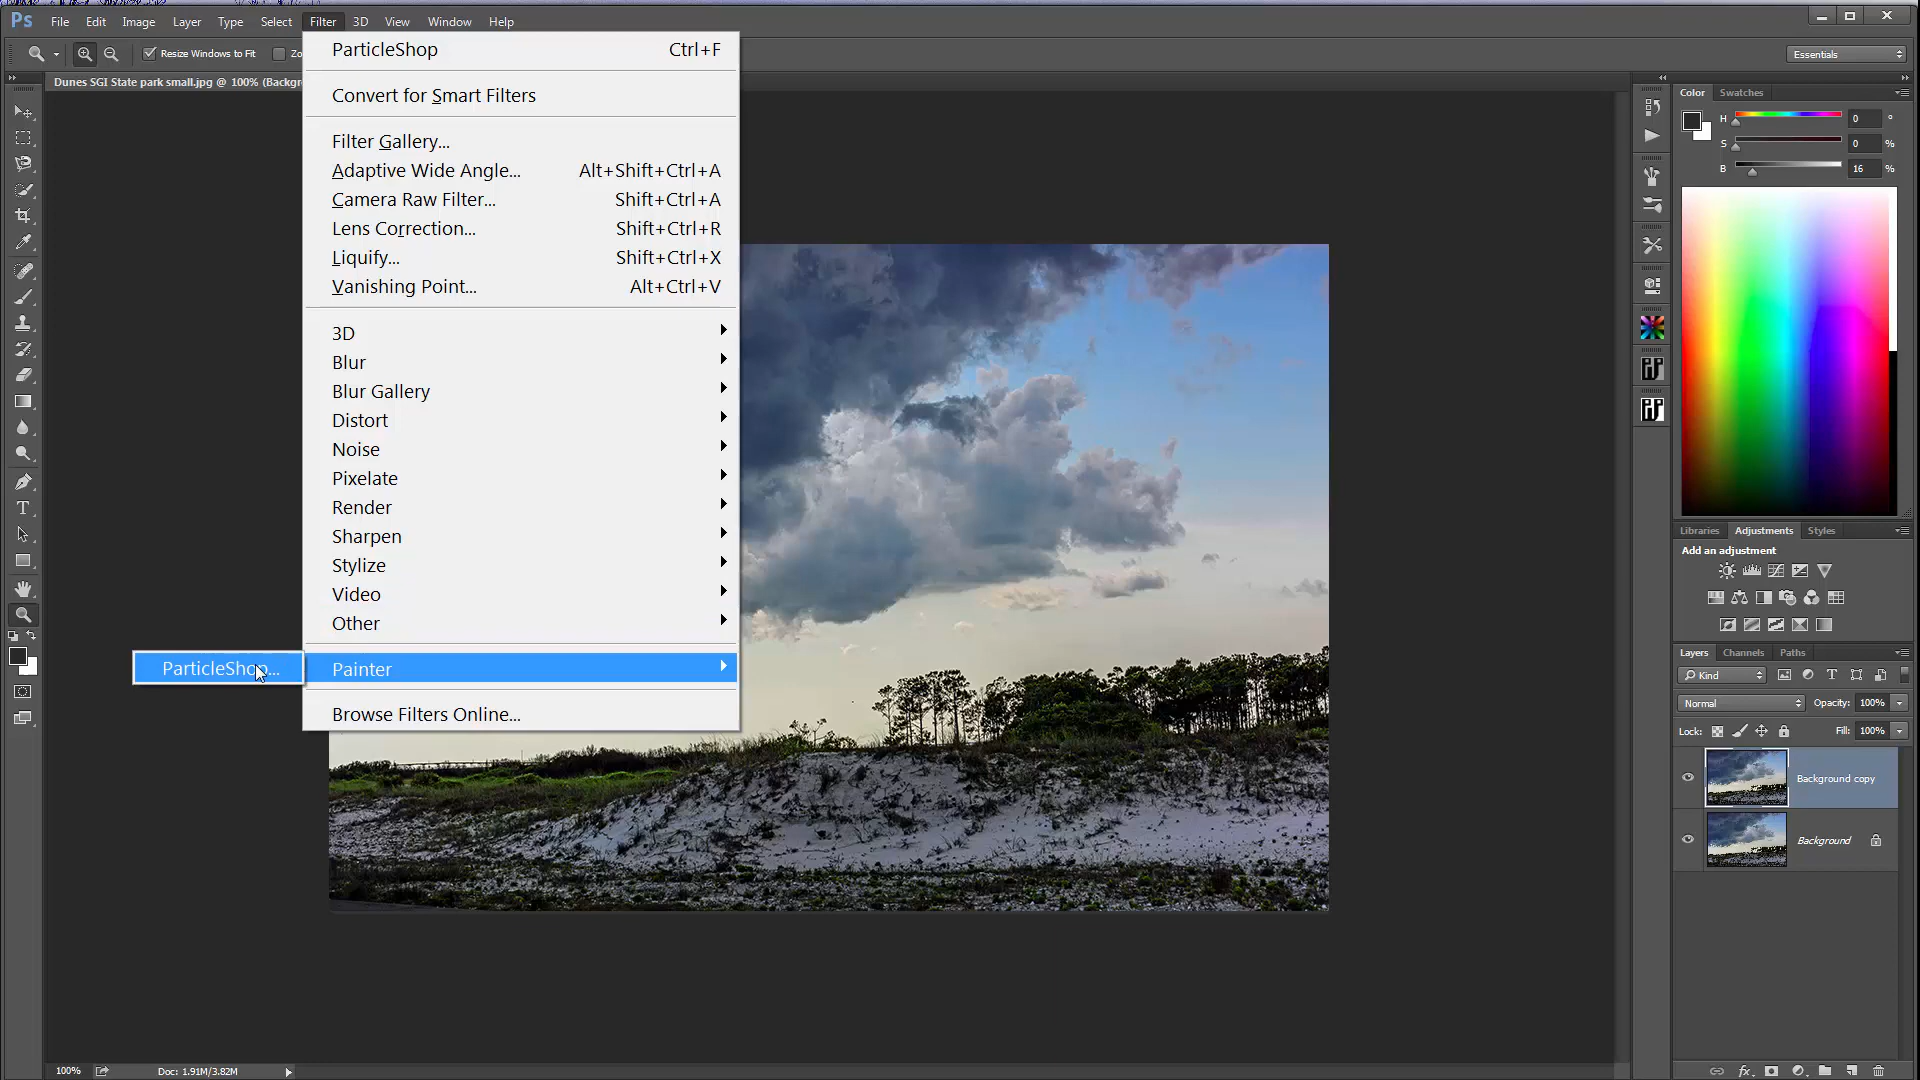 Ps File Edit Image Layer Type Select Filter 3D View Window Help
Resize Windows to Fit Zo
Essentials
Dunes SGI State park small.jpg @ 100% (Backgr
ParticleShop Ctrl+F
Convert for Smart Filters
Filter Gallery...
Adaptive Wide Angle... Alt+Shift+Ctrl+A
Camera Raw Filter... Shift+Ctrl+A
Lens Correction... Shift+Ctrl+R
Liquify... Shift+Ctrl+X
Vanishing Point... Alt+Ctrl+V
3D
Blur
Blur Gallery
Distort
Noise
Pixelate
Render
Sharpen
Stylize
Video
Other
Painter
ParticleShop...
Browse Filters Online...
Color Swatches
H 0 °
S 0 %
B 16 %
Libraries Adjustments Styles
Add an adjustment
Layers Channels Paths
Kind
Normal Opacity: 100%
Lock: Fill: 100%
Background copy
Background
100% Doc: 1.91M/3.82M